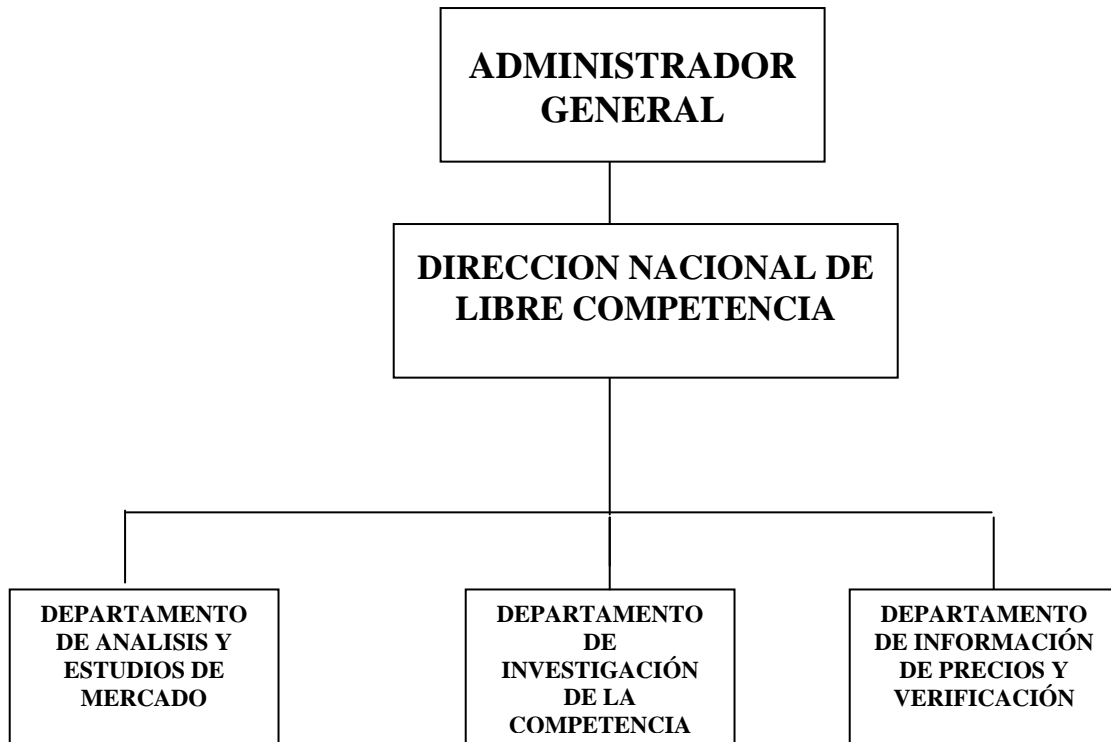 ADMINISTRADOR
GENERAL
DIRECCION NACIONAL DE
LIBRE COMPETENCIA
DEPARTAMENTO
DE ANALISIS Y
ESTUDIOS DE
MERCADO
DEPARTAMENTO
DE
INVESTIGACIÓN
DE LA
COMPETENCIA
DEPARTAMENTO
DE INFORMACIÓN
DE PRECIOS Y
VERIFICACIÓN